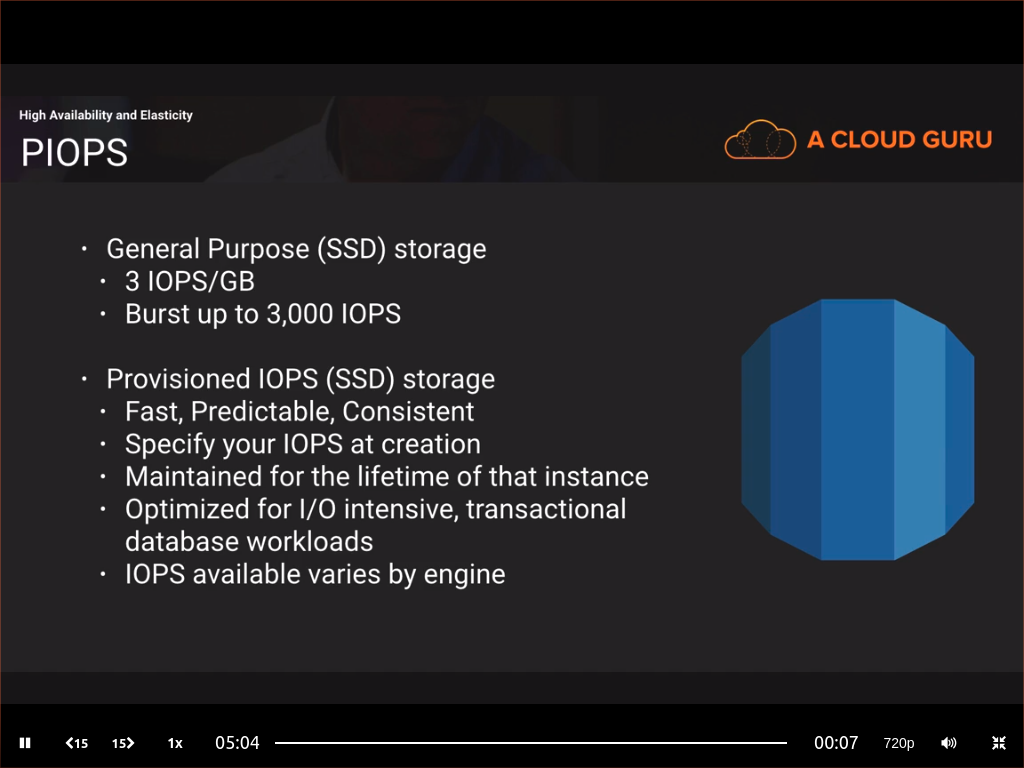 High Availability and Elasticity
PIOPS
A CLOUD GURU
· General Purpose (SSD) storage
· 3 IOPS/GB
· Burst up to 3,000 IOPS
· Provisioned IOPS (SSD) storage
· Fast, Predictable, Consistent
· Specify your IOPS at creation
· Maintained for the lifetime of that instance
· Optimized for I/O intensive, transactional
database workloads
· IOPS available varies by engine
15 15 1x 05:04 00:07 720p